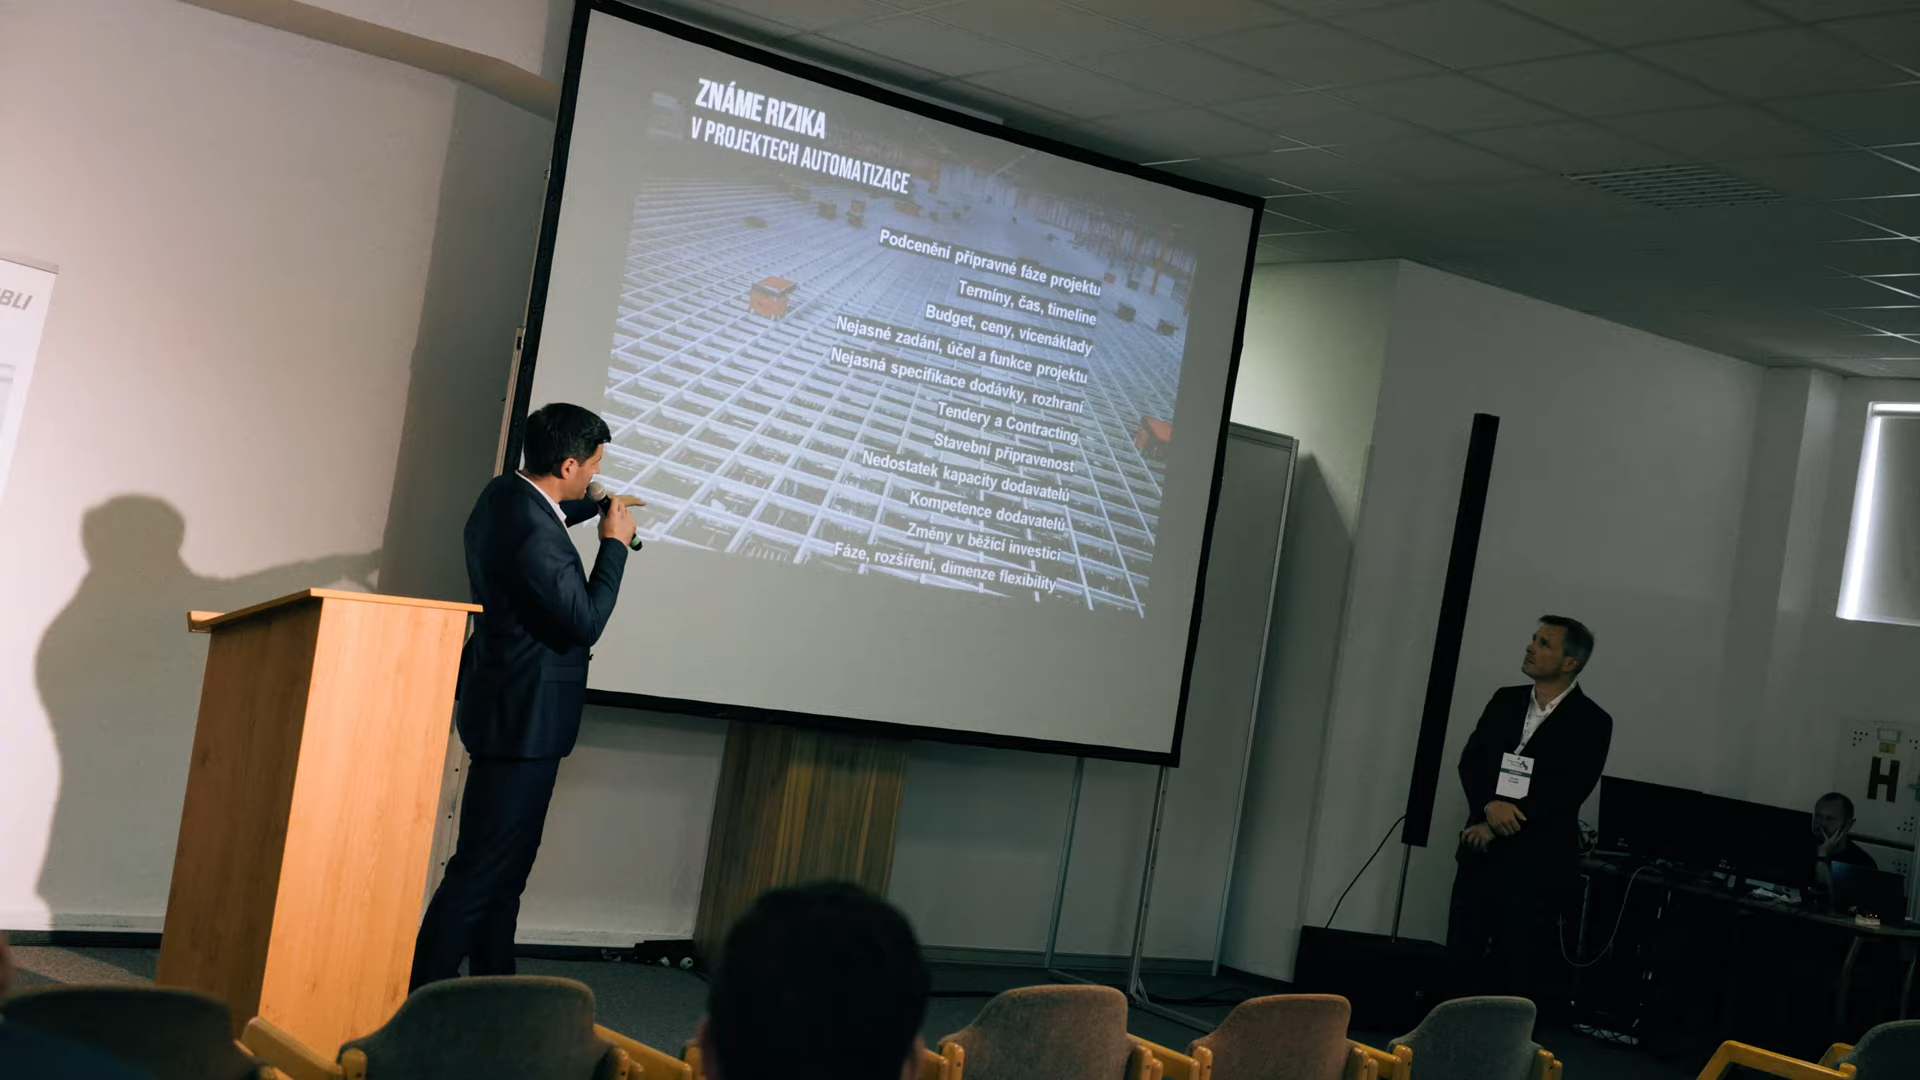 ZNÁME RIZIKA
V PROJEKTECH AUTOMATIZACE
Podcenění přípravné fáze projektu
Termíny, čas, timeline
Budget, ceny, vícenáklady
Nejasné zadání, účel a funkce projektu
Nejasná specifikace dodávky, rozhraní
Tendery a Contracting
Stavební připravenost
Nedostatek kapacity dodavatelů
Kompetence dodavatelů
Změny v běžící investici
Fáze, rozšíření, dimenze flexibility
BLI
H